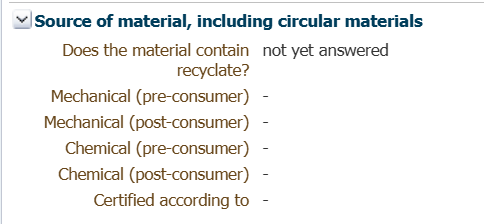 Source of material, including circular materials
Does the material contain not yet answered
recyclate?
Mechanical (pre-consumer) -
Mechanical (post-consumer) -
Chemical (pre-consumer) -
Chemical (post-consumer) -
Certified according to -